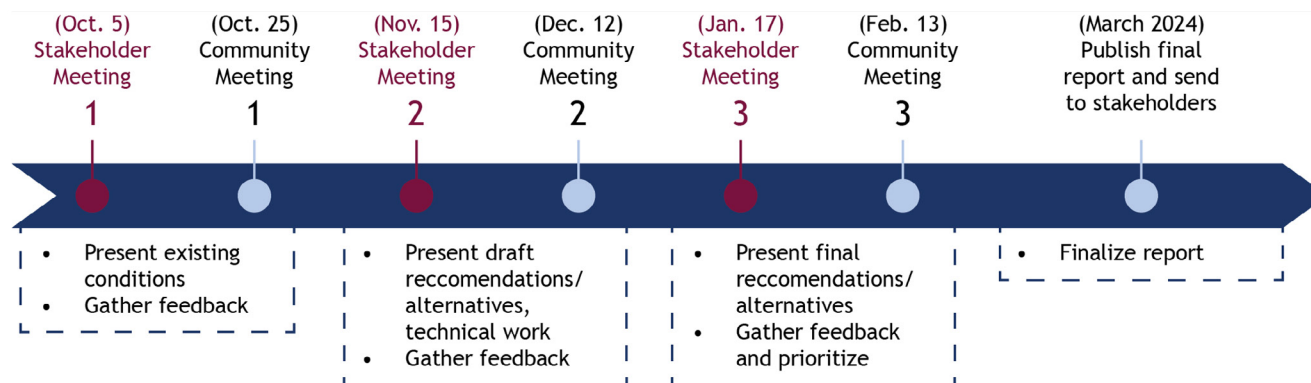 (Oct. 5)
Stakeholder
Meeting
1
(Oct. 25)
Community
Meeting
1
(Nov. 15)
Stakeholder
Meeting
2
(Dec. 12)
Community
Meeting
2
(Jan. 17)
Stakeholder
Meeting
3
(Feb. 13)
Community
Meeting
3
(March 2024)
Publish final
report and send
to stakeholders
• Present existing
conditions
• Gather feedback
• Present draft
reccomendations/
alternatives,
technical work
• Gather feedback
• Present final
reccomendations/
alternatives
• Gather feedback
and prioritize
• Finalize report